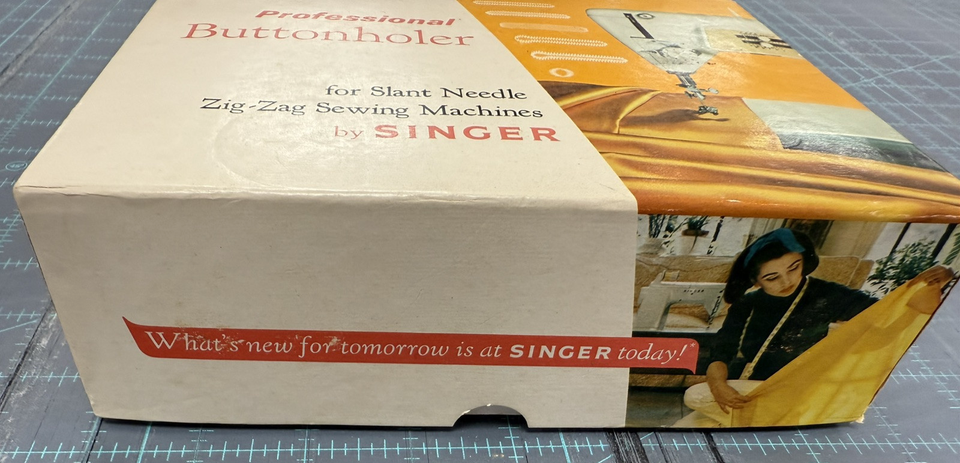 Professional
Buttonholer
for Slant Needle
Zig-Zag Sewing Machines
by SINGER
What's new for tomorrow is at SINGER today!*